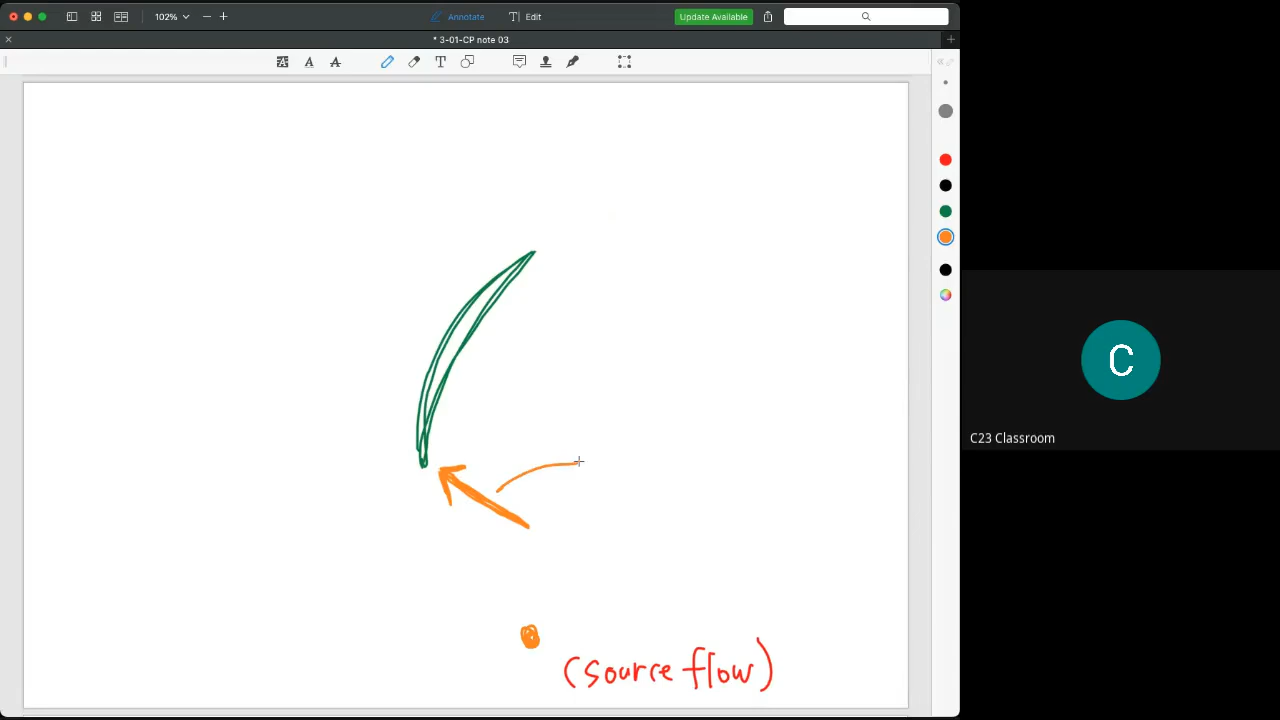 102%
Annotate
Edit
Update Available
* 3-01-CP note 03
A A A T
(source flow)
C
C23 Classroom